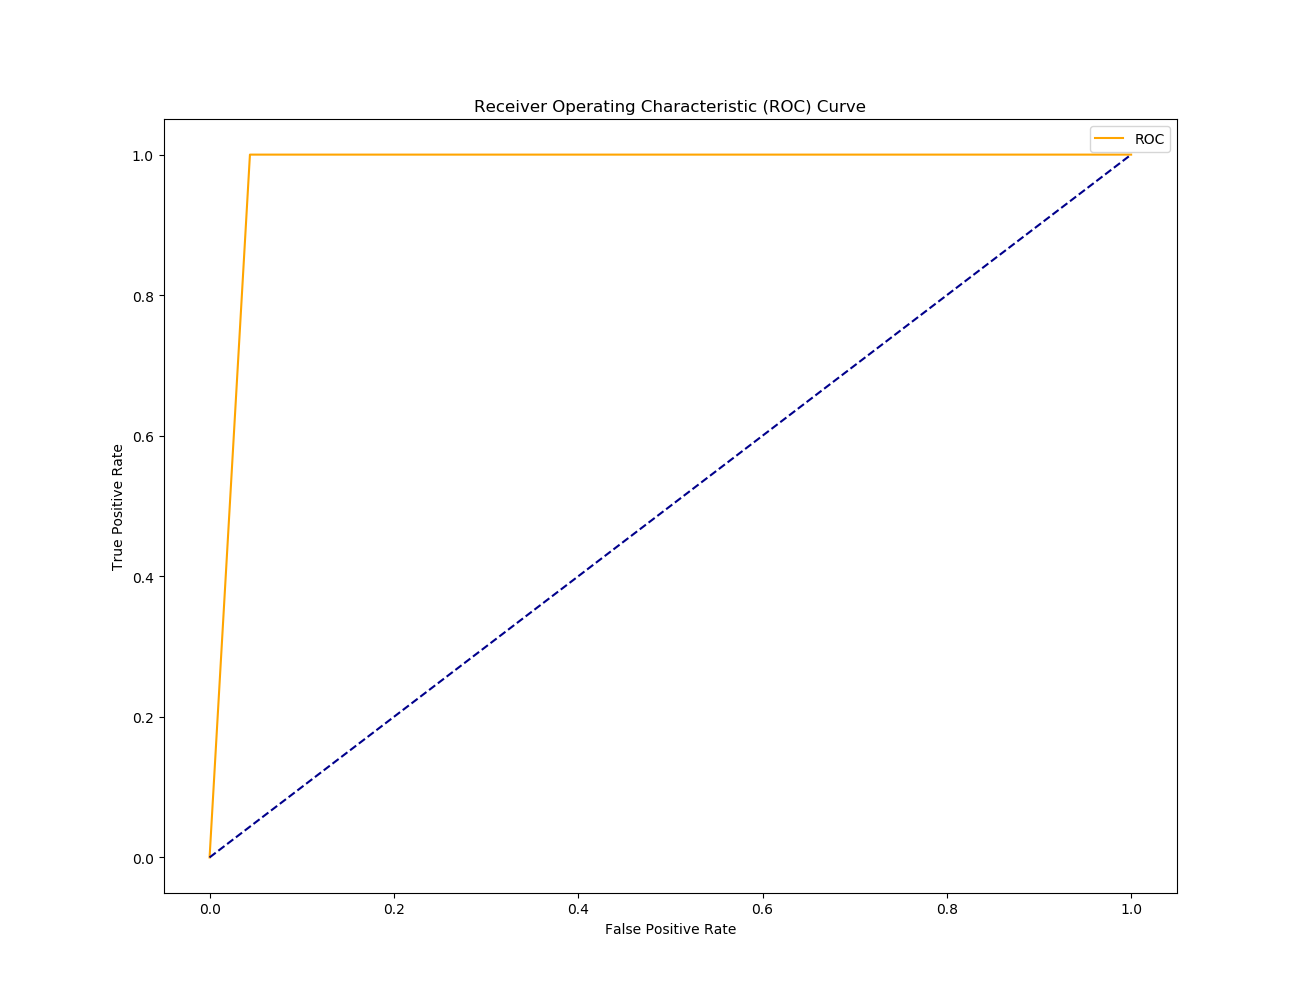 Receiver Operating Characteristic (ROC) Curve
ROC
1.0
0.8
0.6
0.4
0.2
0.0
True Positive Rate
0.0 0.2 0.4 0.6 0.8 1.0
False Positive Rate